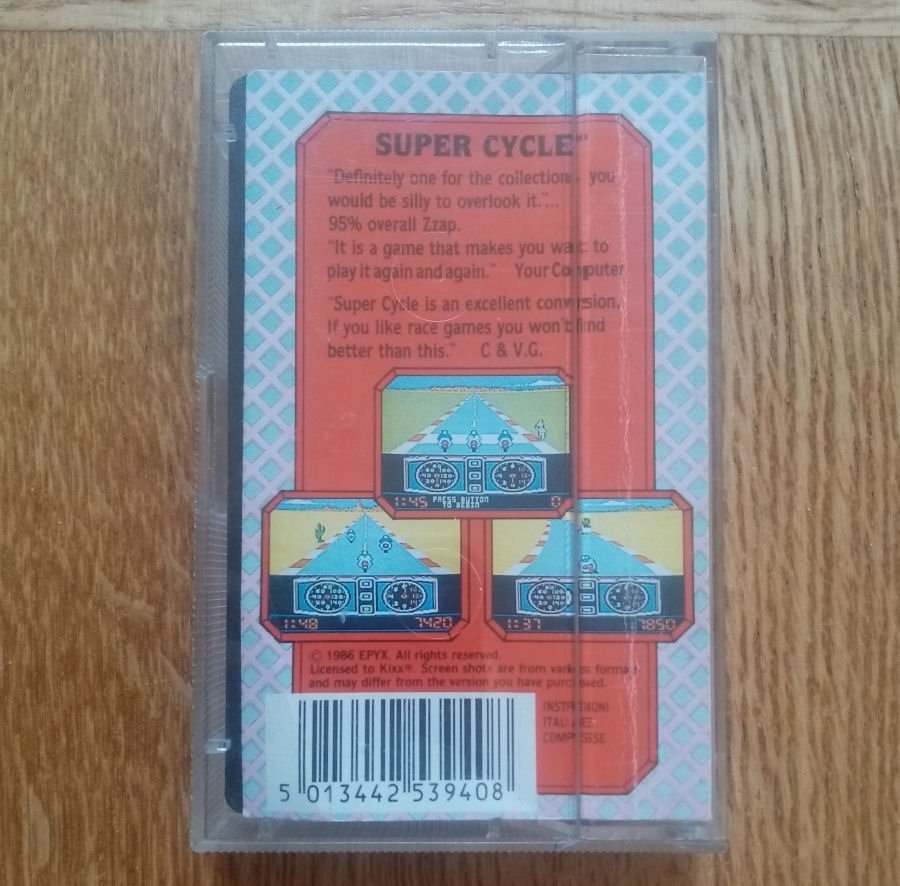 SUPER CYCLE™
"Definitely one for the collection - you
would be silly to overlook it."...
95% overall Zzap.
"It is a game that makes you want to
play it again and again." Your Computer
"Super Cycle is an excellent conversion.
If you like race games you won't find
better than this." C & V.G.
1:45 PRESS BUTTON 0
TO BEGIN
1:48 7420
1:37 7850
© 1986 EPYX. All rights reserved.
Licensed to Kixx®. Screen shots are from various formats
and may differ from the version you have purchased.
INSTRUZIONI
ITALIANE
COMPRESSE
5 013442 539408